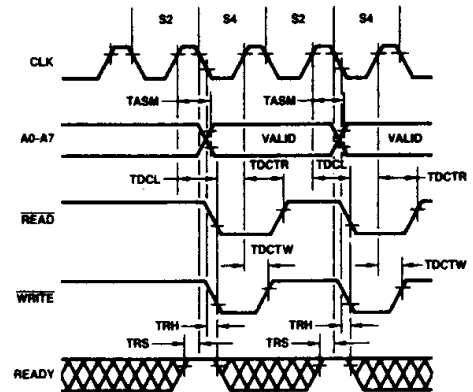 S2 S4 S2 S4
CLK
TASM TASM
A0-A7 VALID VALID
TDCL TDCTR TDCL TDCTR
READ
TDCTW TDCTW
WRITE
TRH TRH
TRS TRS
READY